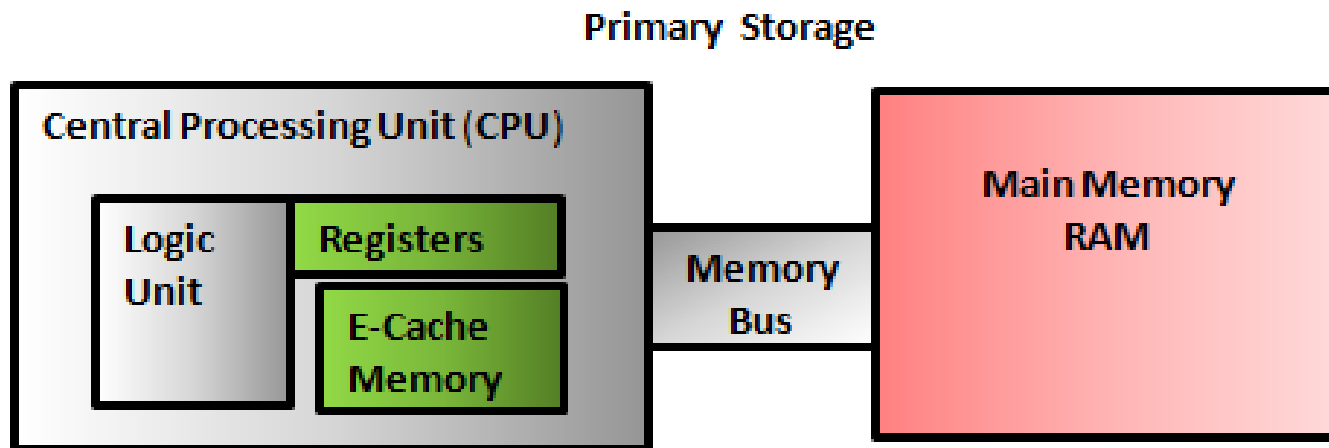 Primary Storage
Central Processing Unit (CPU)
Logic
Unit
Registers
E-Cache
Memory
Memory
Bus
Main Memory
RAM